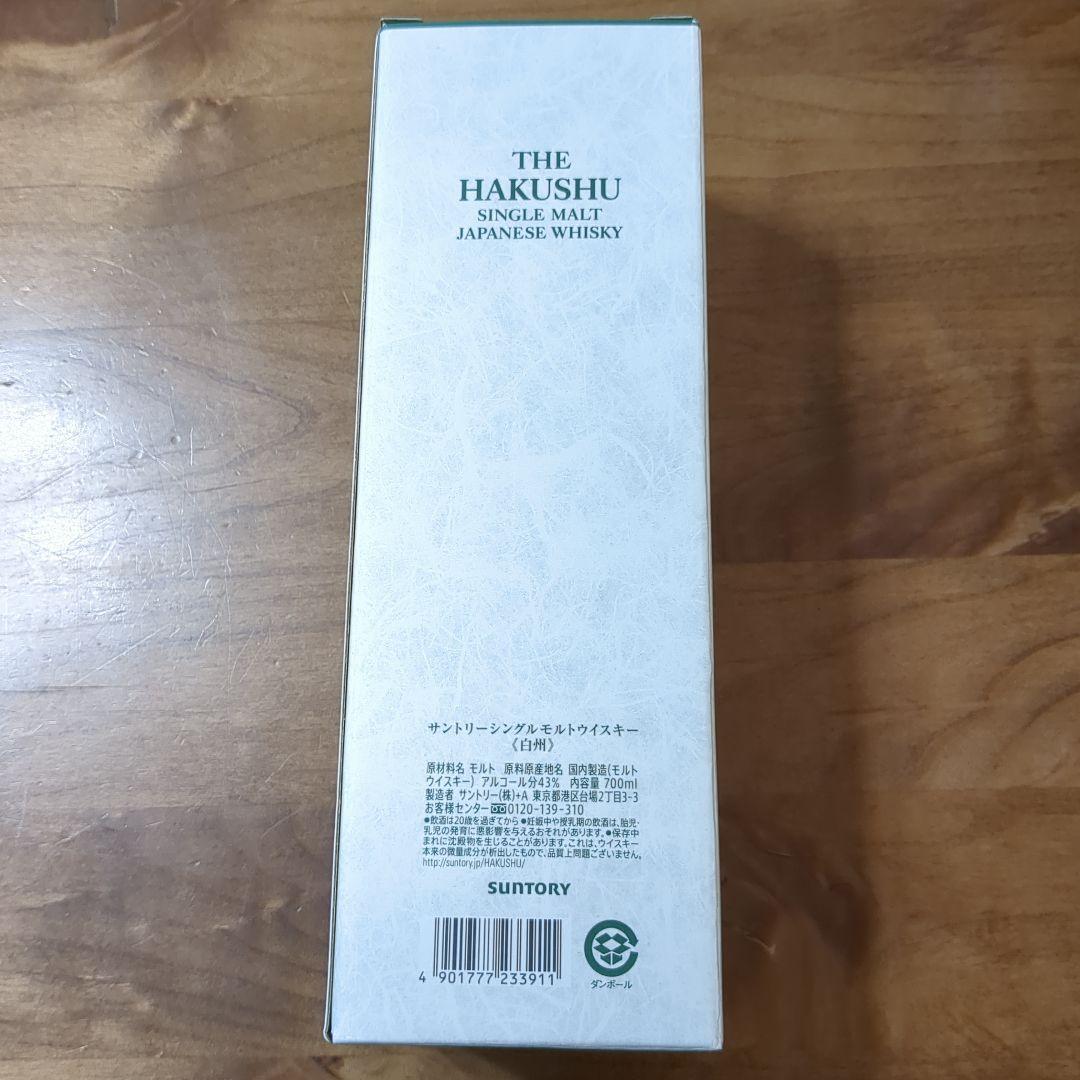 THE
HAKUSHU
SINGLE MALT
JAPANESE WHISKY
サントリーシングルモルトウイスキー
《白州》
原材料名 モルト 原料原産地名 国内製造(モルト
ウイスキー) アルコール分43% 内容量 700ml
製造者 サントリー(株)+A 東京都港区台場2丁目3-3
お客様センター0120-139-310
●飲酒は20歳を過ぎてから ●妊娠中や授乳期の飲酒は、胎児・
乳児の発育に悪影響を与えるおそれがあります。●保存中
まれに沈殿物を生じることがあります。これは、ウイスキー
本来の微量成分が析出したもので、品質上問題ございません。
http://suntory.jp/HAKUSHU/
SUNTORY
4 901777 233911
ダンボール